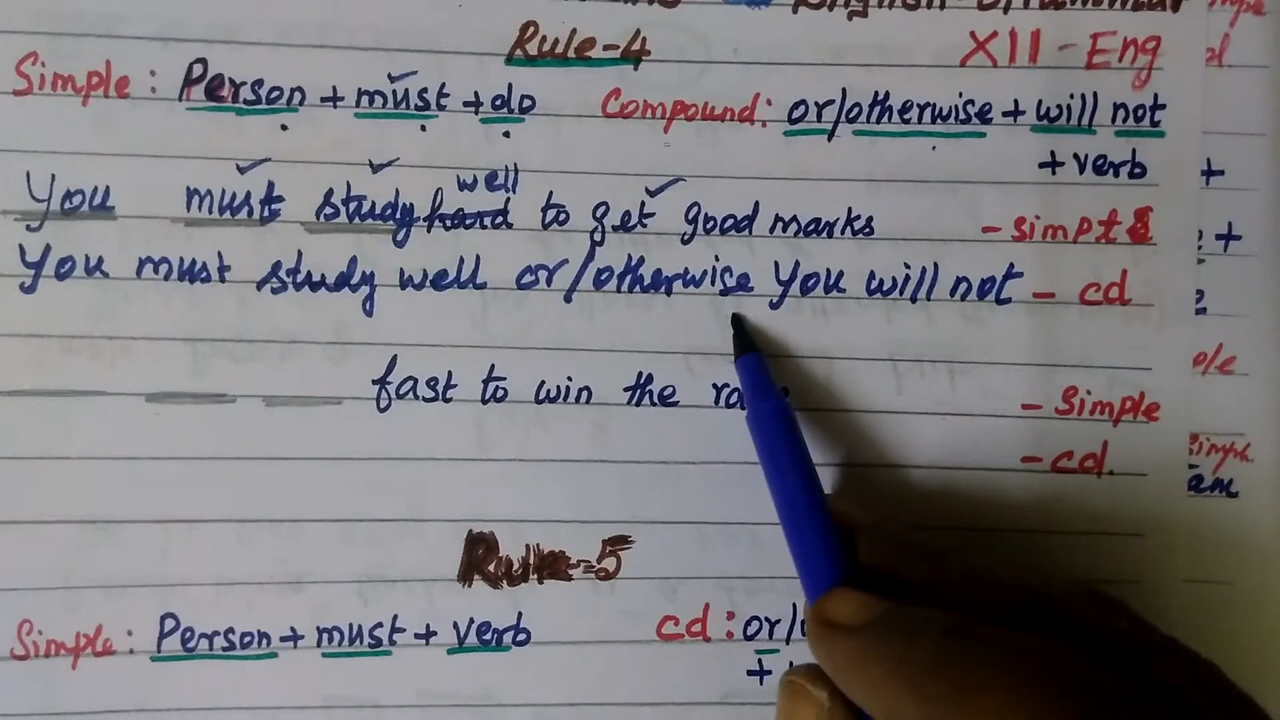 Rule-4
XII - Eng
Simple: Person + must + do Compound: or/otherwise + will not
+ verb
well
You must study hard to get good marks - simple
You must study well or/otherwise you will not - cd
fast to win the - Simple
- cd.
Rule-5
Simple: Person + must + verb cd: or/
+
+
+